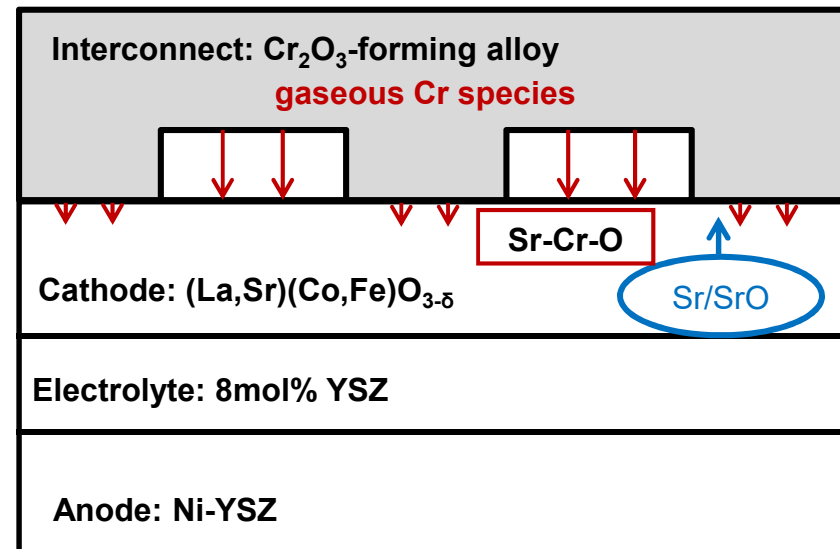 Interconnect: Cr₂O₃-forming alloy
gaseous Cr species
Sr-Cr-O
Cathode: (La,Sr)(Co,Fe)O₃₋δ
Sr/SrO
Electrolyte: 8mol% YSZ
Anode: Ni-YSZ